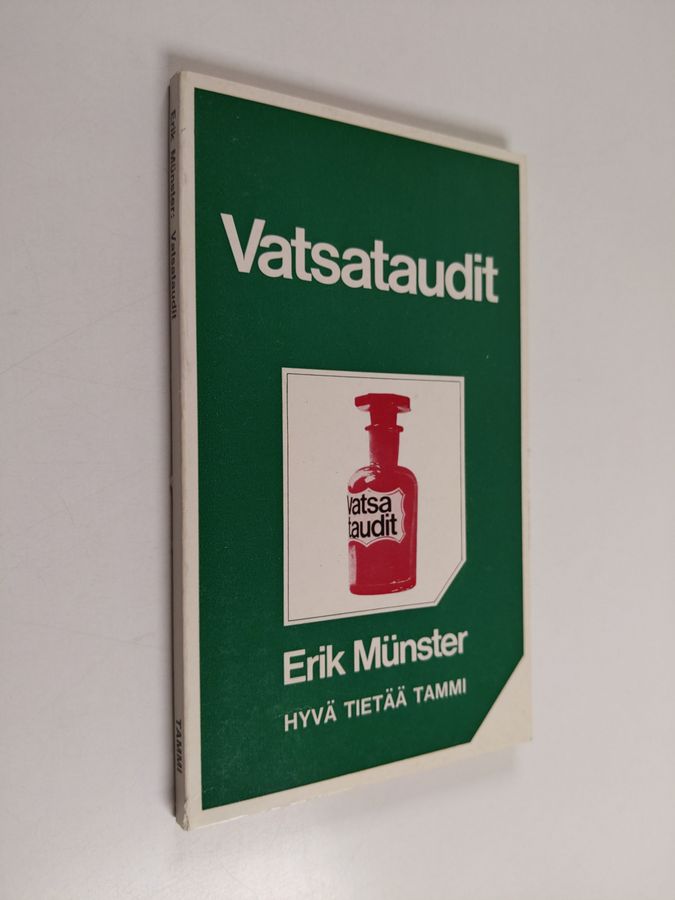 Erik Münster: Vatsataudit
TAMMI
Vatsataudit
Vatsa
taudit
Erik Münster
HYVÄ TIETÄÄ TAMMI